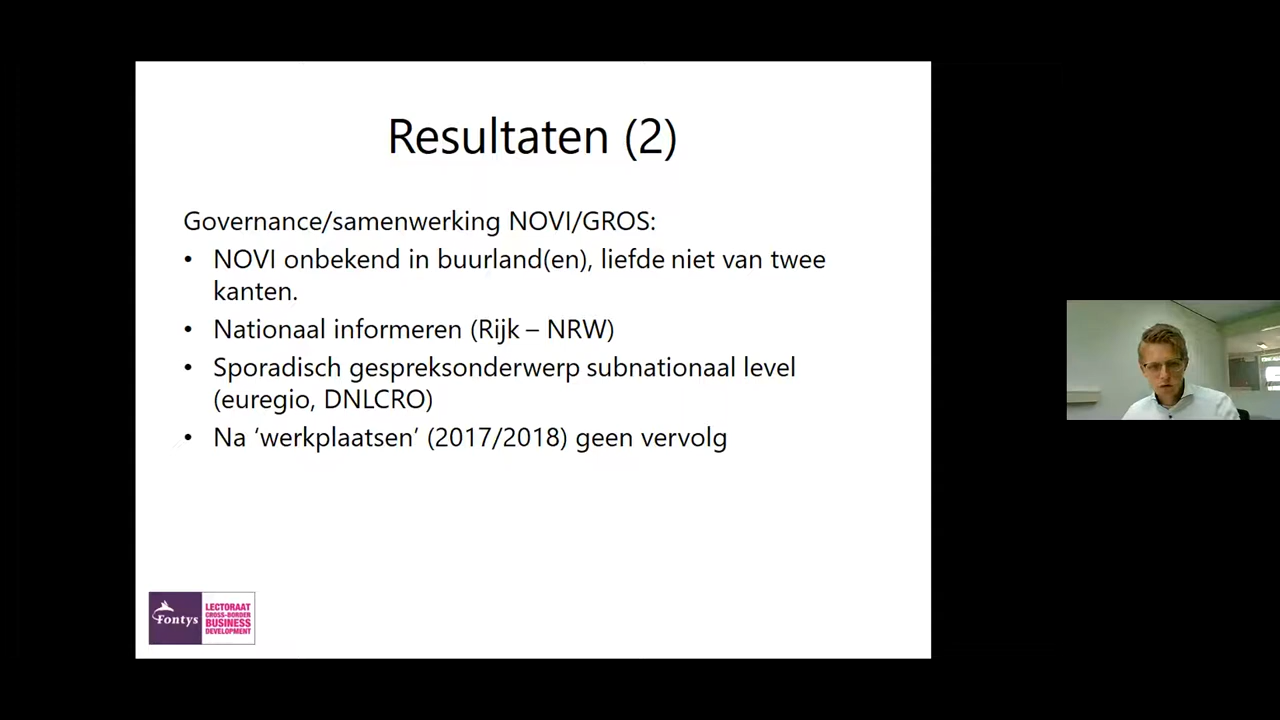 Resultaten (2)
Governance/samenwerking NOVI/GROS:
• NOVI onbekend in buurland(en), liefde niet van twee
kanten.
• Nationaal informeren (Rijk – NRW)
• Sporadisch gespreksonderwerp subnationaal level
(euregio, DNLCRO)
• Na ‘werkplaatsen’ (2017/2018) geen vervolg
Fontys
LECTORAAT
CROSS-BORDER
BUSINESS
DEVELOPMENT